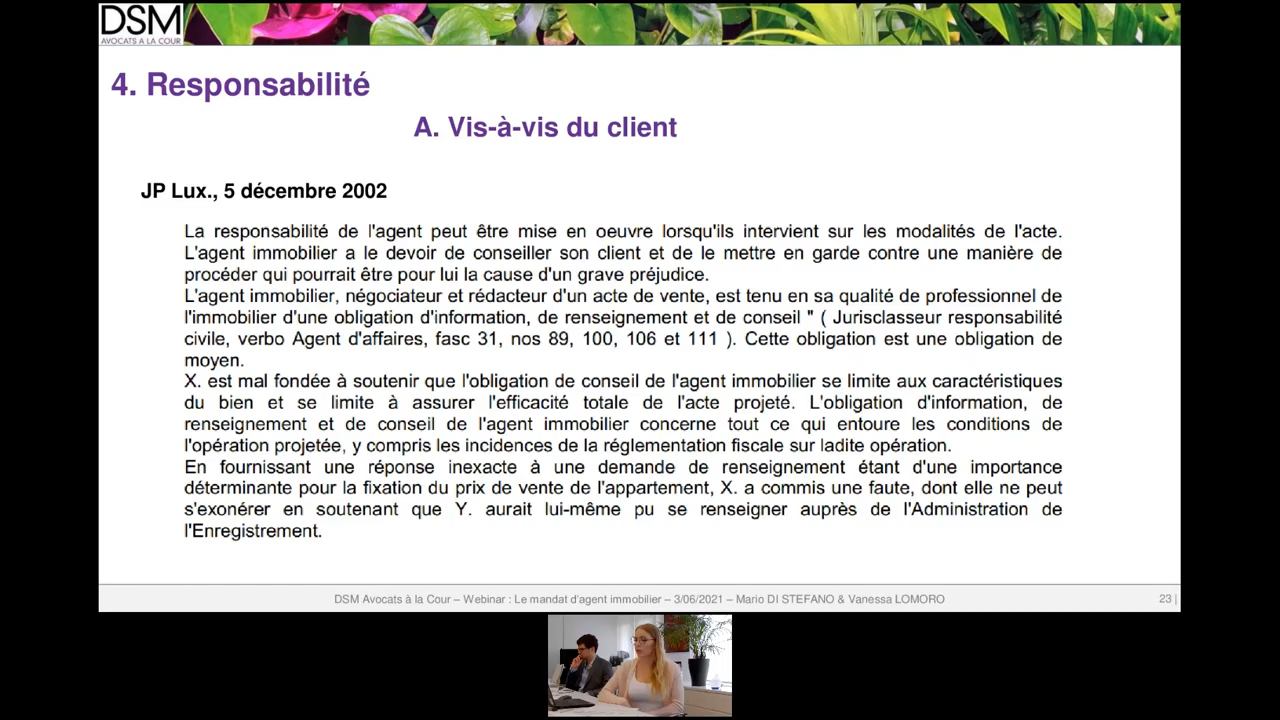 DSM
AVOCATS A LA COUR
4. Responsabilité
A. Vis-à-vis du client
JP Lux., 5 décembre 2002
La responsabilité de l'agent peut être mise en oeuvre lorsqu'ils intervient sur les modalités de l'acte.
L'agent immobilier a le devoir de conseiller son client et de le mettre en garde contre une manière de
procéder qui pourrait être pour lui la cause d'un grave préjudice.
L'agent immobilier, négociateur et rédacteur d'un acte de vente, est tenu en sa qualité de professionnel de
l'immobilier d'une obligation d'information, de renseignement et de conseil " ( Jurisclasseur responsabilité
civile, verbo Agent d'affaires, fasc 31, nos 89, 100, 106 et 111 ). Cette obligation est une obligation de
moyen.
X. est mal fondée à soutenir que l'obligation de conseil de l'agent immobilier se limite aux caractéristiques
du bien et se limite à assurer l'efficacité totale de l'acte projeté. L'obligation d'information, de
renseignement et de conseil de l'agent immobilier concerne tout ce qui entoure les conditions de
l'opération projetée, y compris les incidences de la réglementation fiscale sur ladite opération.
En fournissant une réponse inexacte à une demande de renseignement étant d'une importance
déterminante pour la fixation du prix de vente de l'appartement, X. a commis une faute, dont elle ne peut
s'exonérer en soutenant que Y. aurait lui-même pu se renseigner auprès de l'Administration de
l'Enregistrement.
DSM Avocats à la Cour – Webinar : Le mandat d'agent immobilier – 3/06/2021 – Mario DI STEFANO & Vanessa LOMORO
23 |